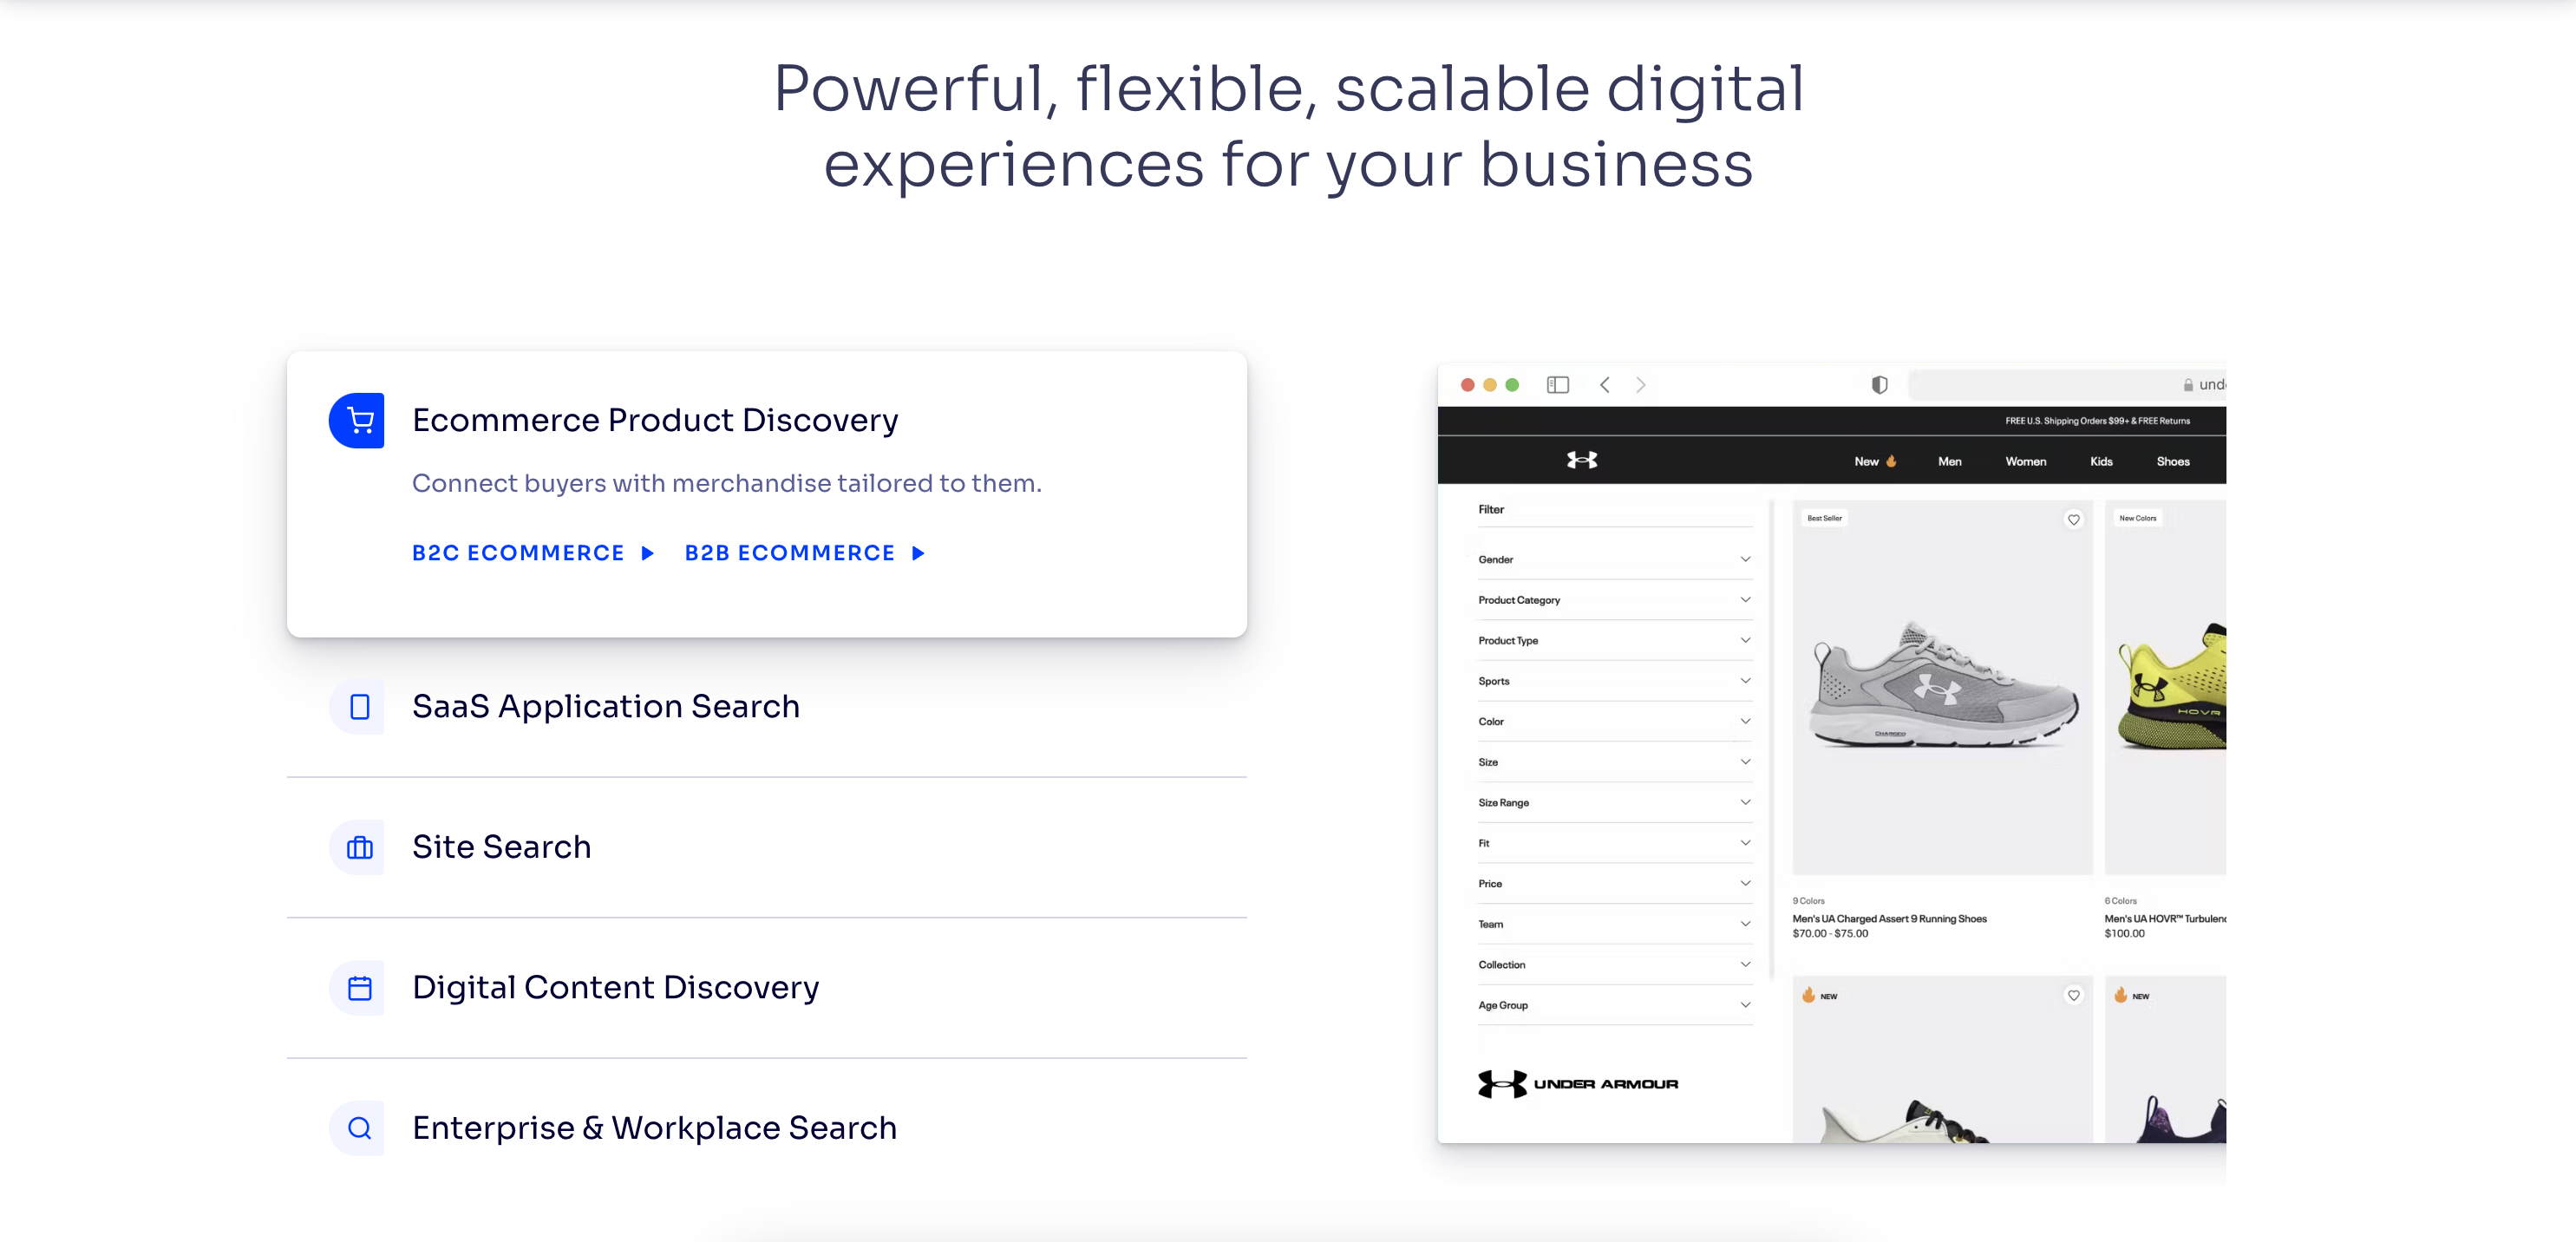 Powerful, flexible, scalable digital
experiences for your business
Ecommerce Product Discovery
Connect buyers with merchandise tailored to them.
B2C ECOMMERCE B2B ECOMMERCE
SaaS Application Search
Site Search
Digital Content Discovery
Enterprise & Workplace Search
und
FREE U.S. Shipping Orders $99+ & FREE Returns
New Men Women Kids Shoes
Filter
Gender
Product Category
Product Type
Sports
Color
Size
Size Range
Fit
Price
Team
Collection
Age Group
UNDER ARMOUR
Best Seller
New Colors
CHARGED
HOVR
9 Colors
Men's UA Charged Assert 9 Running Shoes
$70.00 - $75.00
6 Colors
Men's UA HOVR™ Turbulenc
$100.00
NEW
NEW